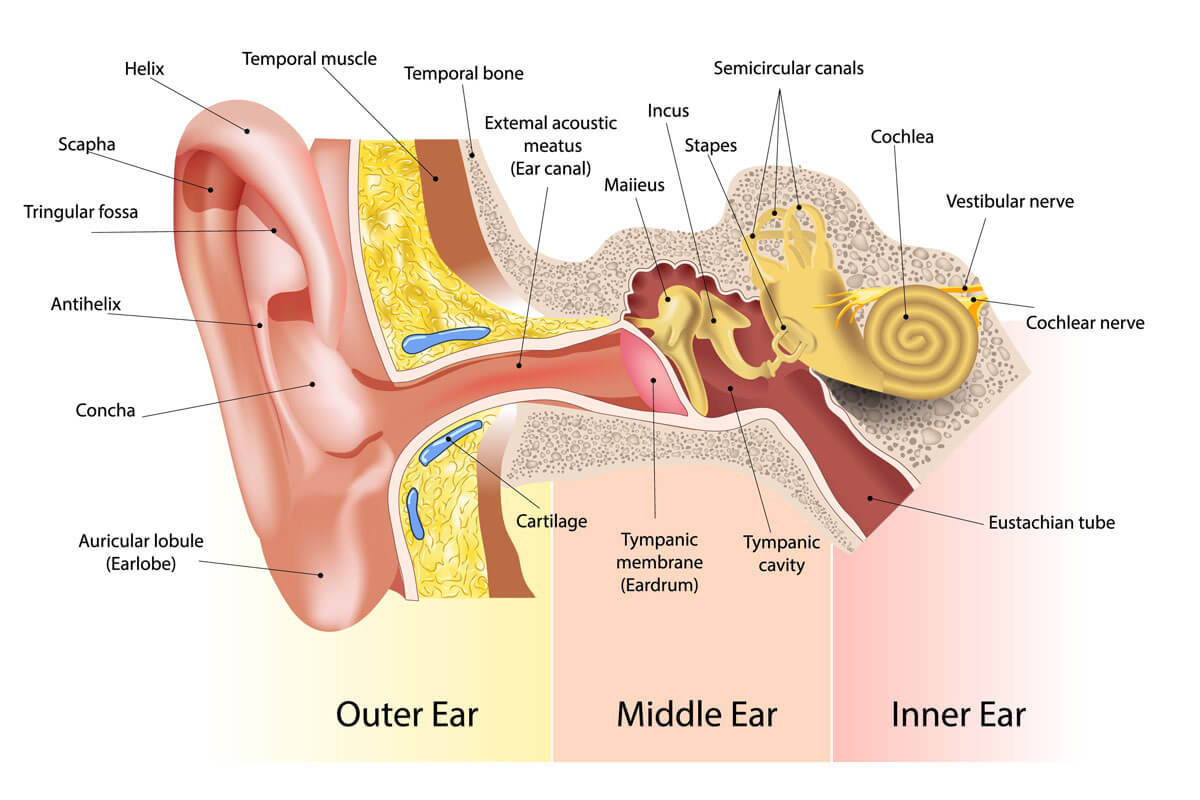 Helix
Temporal muscle
Temporal bone
Semicircular canals
Scapha
External acoustic
meatus
(Ear canal)
Incus
Stapes
Cochlea
Maiieus
Tringular fossa
Vestibular nerve
Antihelix
Cochlear nerve
Concha
Cartilage
Eustachian tube
Auricular lobule
(Earlobe)
Tympanic
membrane
(Eardrum)
Tympanic
cavity
Outer Ear
Middle Ear
Inner Ear